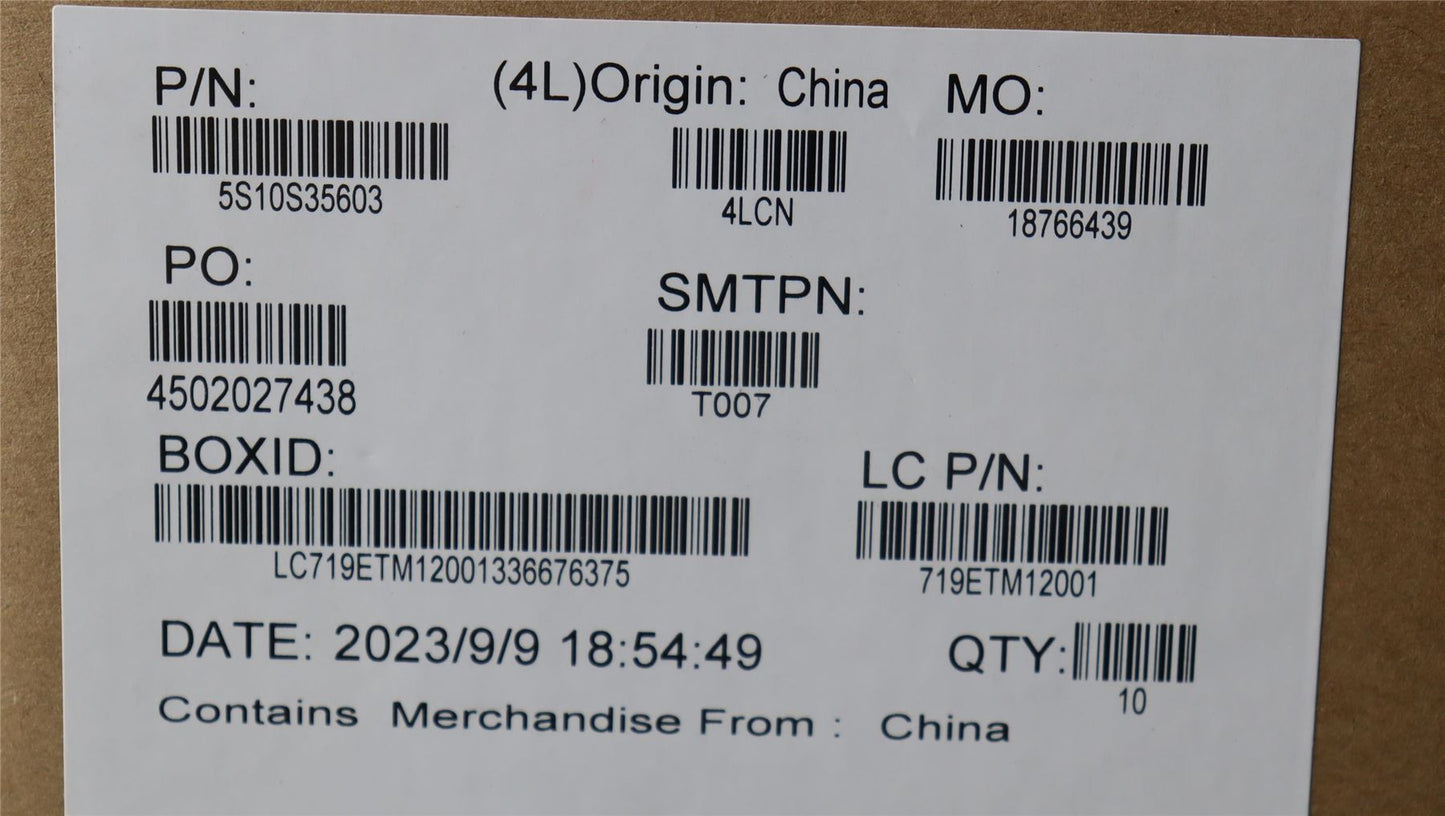 P/N: (4L)Origin: China MO:
5S10S35603 4LCN 18766439
PO: SMTPN:
4502027438 T007
BOXID: LC P/N:
LC719ETM12001336676375 719ETM12001
DATE: 2023/9/9 18:54:49 QTY:
10
Contains Merchandise From : China